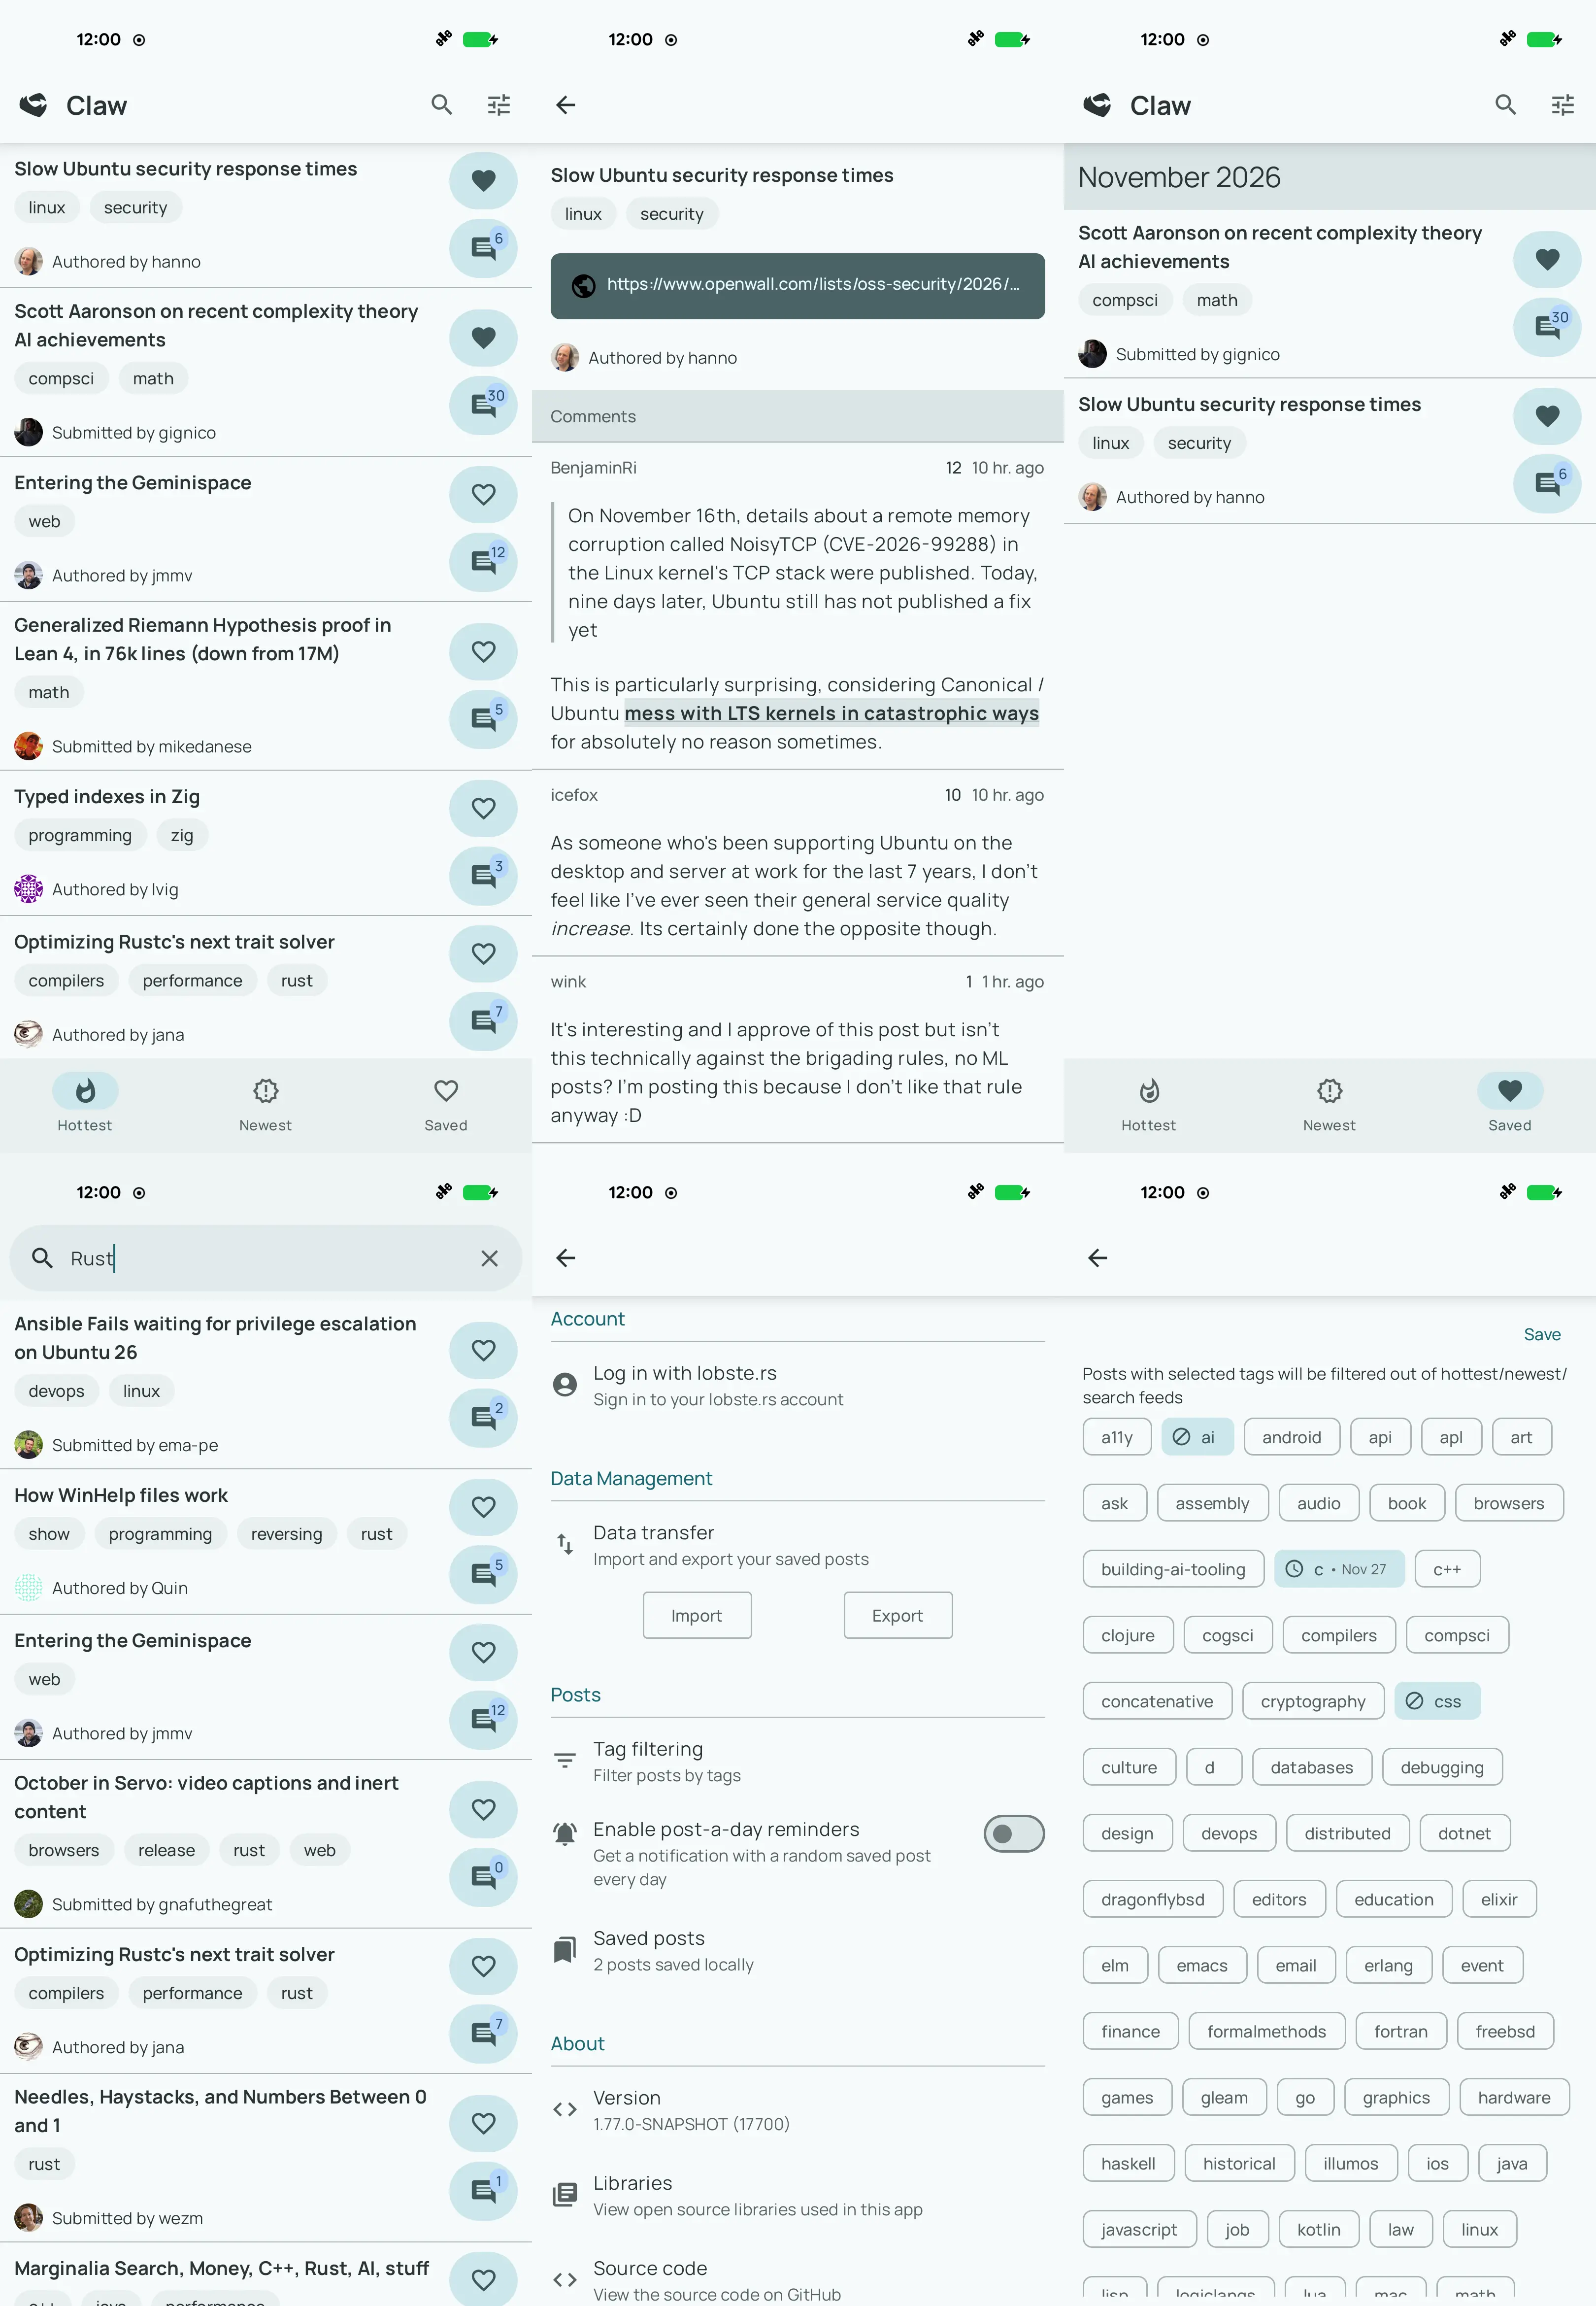 12:00
Claw
Slow Ubuntu security response times
linux security
6
Authored by hanno
Scott Aaronson on recent complexity theory
AI achievements
compsci math
30
Submitted by gignico
Entering the Geminispace
web
12
Authored by jmmv
Generalized Riemann Hypothesis proof in
Lean 4, in 76k lines (down from 17M)
math
5
Submitted by mikedanese
Typed indexes in Zig
programming zig
3
Authored by lvig
Optimizing Rustc's next trait solver
compilers performance rust
7
Authored by jana
Hottest Newest Saved
12:00
Slow Ubuntu security response times
linux security
https://www.openwall.com/lists/oss-security/2026/...
Authored by hanno
Comments
BenjaminRi 12 10 hr. ago
On November 16th, details about a remote memory
corruption called NoisyTCP (CVE-2026-99288) in
the Linux kernel's TCP stack were published. Today,
nine days later, Ubuntu still has not published a fix
yet
This is particularly surprising, considering Canonical /
Ubuntu mess with LTS kernels in catastrophic ways
for absolutely no reason sometimes.
icefox 10 10 hr. ago
As someone who's been supporting Ubuntu on the
desktop and server at work for the last 7 years, I don't
feel like I've ever seen their general service quality
increase. Its certainly done the opposite though.
wink 1 1 hr. ago
It's interesting and I approve of this post but isn't
this technically against the brigading rules, no ML
posts? I'm posting this because I don't like that rule
anyway :D
12:00
Claw
November 2026
Scott Aaronson on recent complexity theory
AI achievements
compsci math
30
Submitted by gignico
Slow Ubuntu security response times
linux security
6
Authored by hanno
Hottest Newest Saved
12:00
Rust
Ansible Fails waiting for privilege escalation
on Ubuntu 26
devops linux
2
Submitted by ema-pe
How WinHelp files work
show programming reversing rust
5
Authored by Quin
Entering the Geminispace
web
12
Authored by jmmv
October in Servo: video captions and inert
content
browsers release rust web
0
Submitted by gnafuthegreat
Optimizing Rustc's next trait solver
compilers performance rust
7
Authored by jana
Needles, Haystacks, and Numbers Between 0
and 1
rust
1
Submitted by wezm
Marginalia Search, Money, C++, Rust, AI, stuff
c++ java performance
12:00
Account
Log in with lobste.rs
Sign in to your lobste.rs account
Data Management
Data transfer
Import and export your saved posts
Import Export
Posts
Tag filtering
Filter posts by tags
Enable post-a-day reminders
Get a notification with a random saved post
every day
Saved posts
2 posts saved locally
About
Version
1.77.0-SNAPSHOT (17700)
Libraries
View open source libraries used in this app
Source code
View the source code on GitHub
12:00
Save
Posts with selected tags will be filtered out of hottest/newest/
search feeds
a11y ai android api apl art
ask assembly audio book browsers
building-ai-tooling c • Nov 27 c++
clojure cogsci compilers compsci
concatenative cryptography css
culture d databases debugging
design devops distributed dotnet
dragonflybsd editors education elixir
elm emacs email erlang event
finance formalmethods fortran freebsd
games gleam go graphics hardware
haskell historical illumos ios java
javascript job kotlin law linux
lisp logiclangs lua mac math